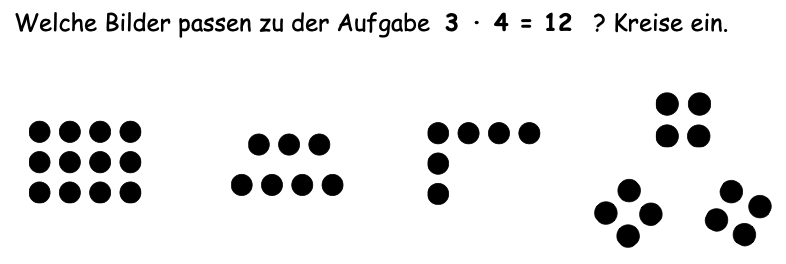 Welche Bilder passen zu der Aufgabe 3 · 4 = 12 ? Kreise ein.